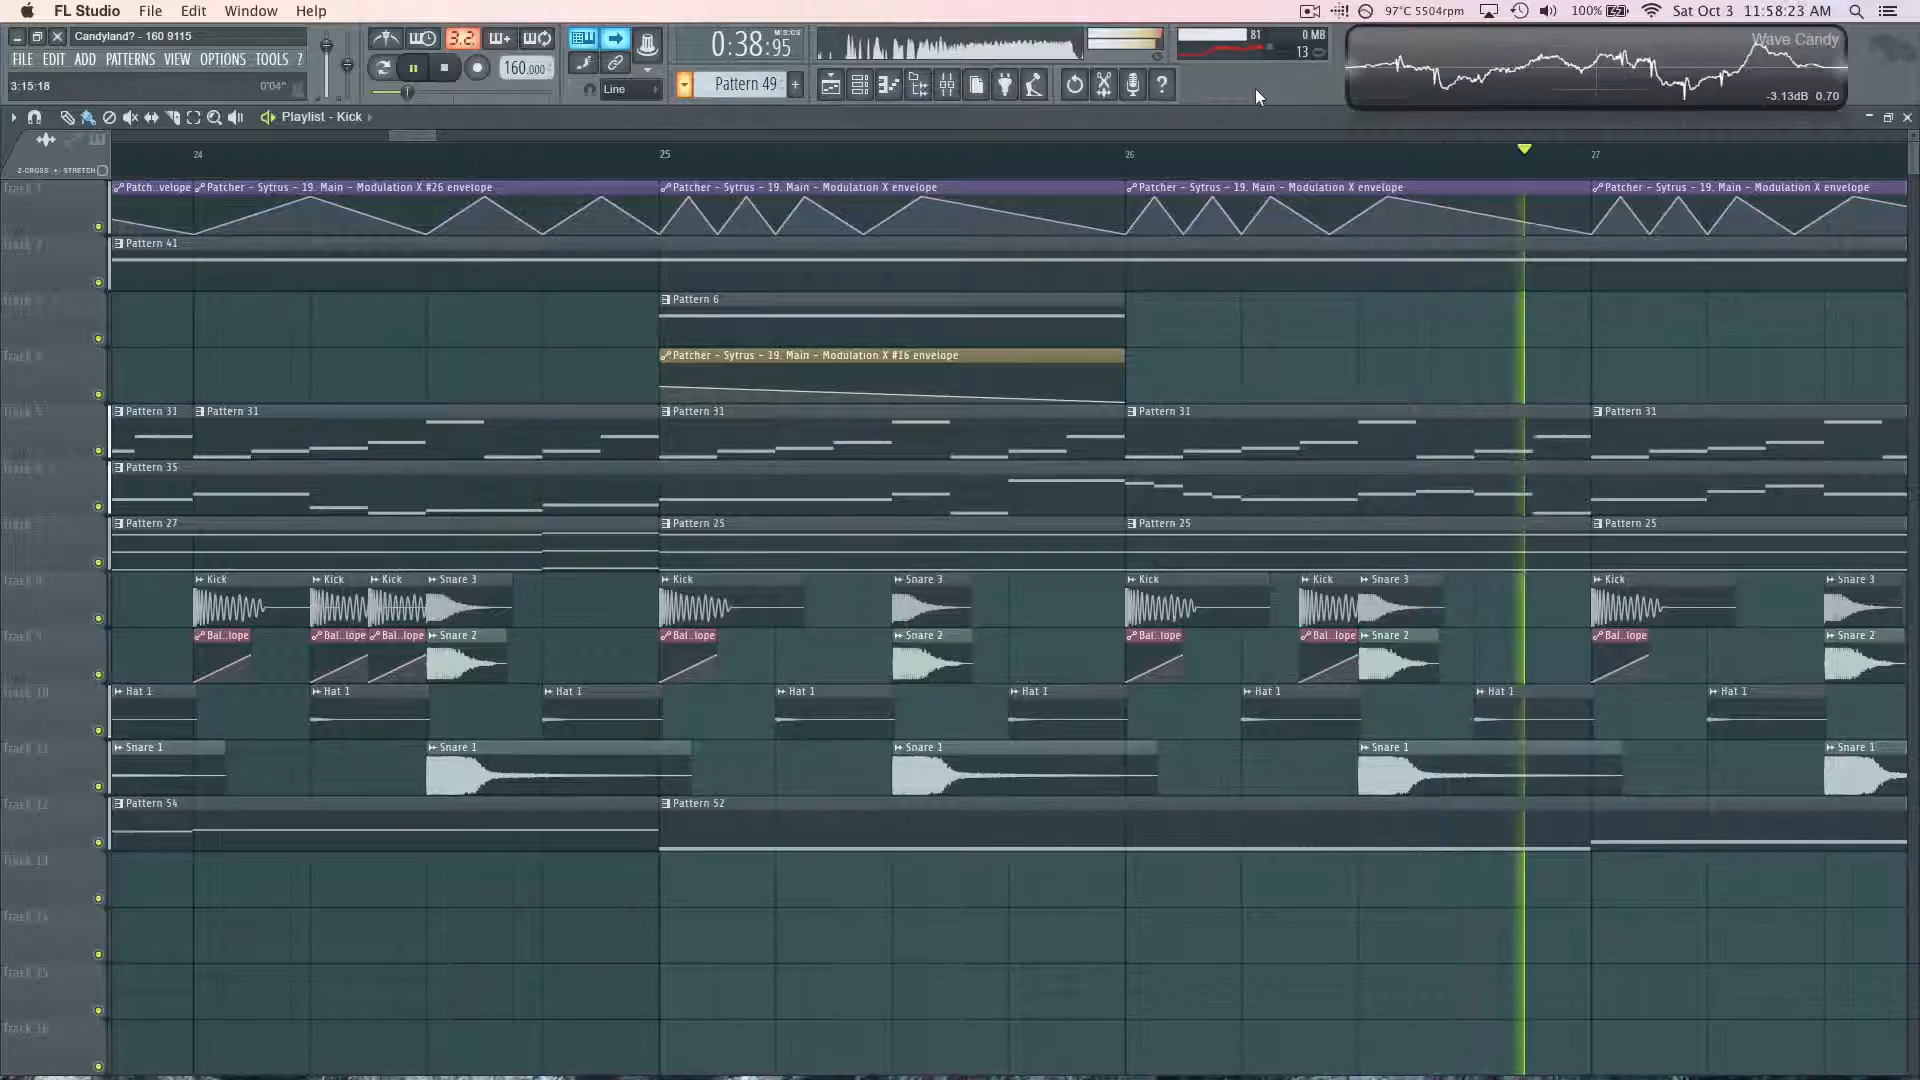 FL Studio File Edit Window Help 97°C 5504rpm 100% Sat Oct 3 11:58:23 AM
Candyland? - 160 9115
FILE EDIT ADD PATTERNS VIEW OPTIONS TOOLS ?
3:15:18 0'04"
3.2.
160.000
Line
0:38:95 M:S:CS
Pattern 49 +
81 0 MB
13
Wave Candy
-3.13dB 0.70
Playlist - Kick
Z-CROSS STRETCH
24 25 26 27
Track 1
Patch..velope Patcher - Sytrus - 19. Main - Modulation X #26 envelope Patcher - Sytrus - 19. Main - Modulation X envelope Patcher - Sytrus - 19. Main - Modulation X envelope Patcher - Sytrus - 19. Main - Modulation X envelope
Pattern 41
Pattern 6
Patcher - Sytrus - 19. Main - Modulation X #16 envelope
Pattern 31 Pattern 31 Pattern 31 Pattern 31 Pattern 31
Pattern 35
Pattern 27 Pattern 25 Pattern 25 Pattern 25
Track 8 Kick Kick Kick Snare 3 Kick Snare 3 Kick Kick Snare 3 Kick Snare 3
Track 9 Bal..lope Bal..lope Bal..lope Snare 2 Bal..lope Snare 2 Bal..lope Bal..lope Snare 2 Bal..lope Snare 2
Track 10 Hat 1 Hat 1 Hat 1 Hat 1 Hat 1 Hat 1 Hat 1 Hat 1
Track 11 Snare 1 Snare 1 Snare 1 Snare 1 Snare 1
Track 12 Pattern 54 Pattern 52
Track 13
Track 14
Track 15
Track 16